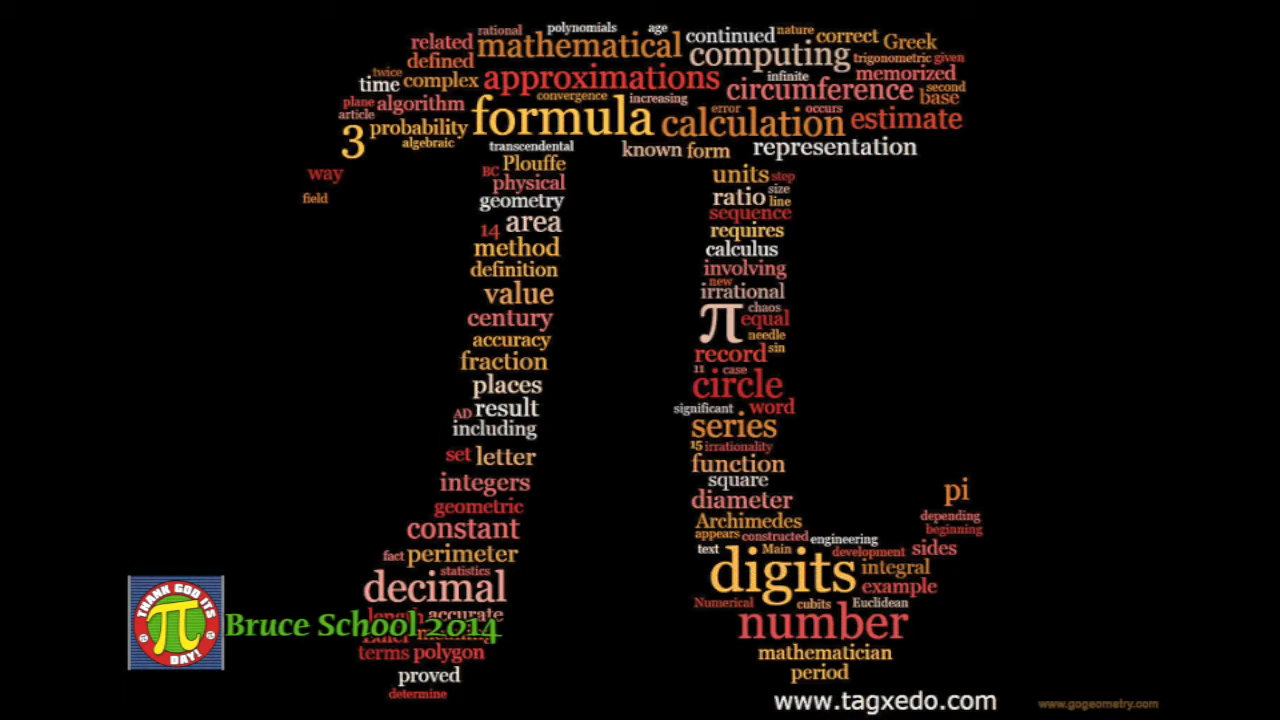 rational polynomials age
related mathematical continued nature correct Greek
defined computing trigonometric given
twice time complex approximations infinite memorized
plane algorithm convergence increasing circumference second base
article 3 probability formula error calculation occurs estimate
algebraic transcendental known form representation
way BC Plouffe units step
field physical ratio size line
geometry sequence
14 area requires
method calculus
definition involving
value new irrational
century π chaos equal
accuracy needle
fraction record sin
places 11 case circle
AD result significant word
including series
set letter 15 irrationality
integers function
geometric square
constant diameter
pi
depending
beginning
Archimedes
appears constructed engineering
fact perimeter text Main development sides
statistics digits integral
decimal example
length accurate Numerical cubits Euclidean
THANK GOD ITS
π
DAY!
Bruce School 2014
Euler meaning number
terms polygon mathematician
proved period
determine
www.tagxedo.com
www.gogeometry.com